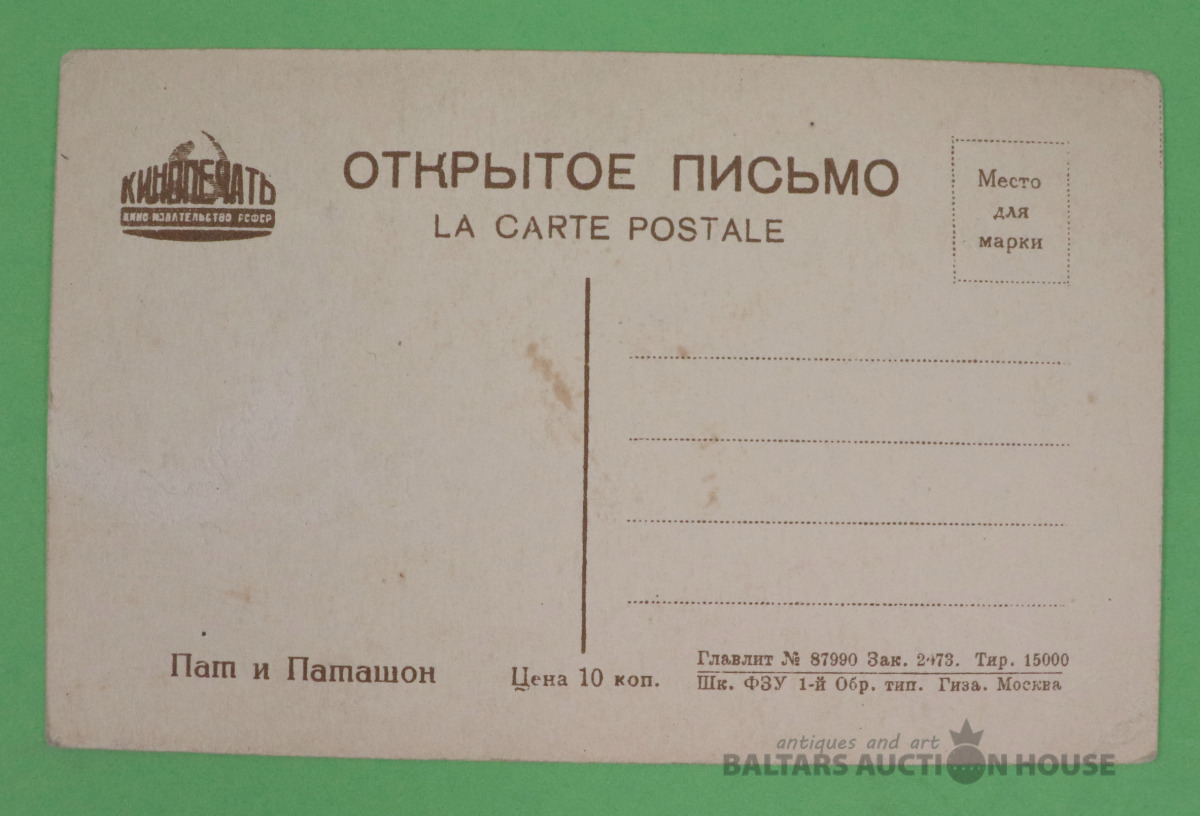 КИНОПЕЧАТЬ
КИНО-ИЗДАТЕЛЬСТВО РСФСР
ОТКРЫТОЕ ПИСЬМО
LA CARTE POSTALE
Место
для
марки
Пат и Паташон
Цена 10 коп.
Главлит № 87990 Зак. Тир. 15000
Шк. ФЗУ 1-й Обр. тип. Гиза. Москва
antiques and art
BALTARS AUCTION HOUSE